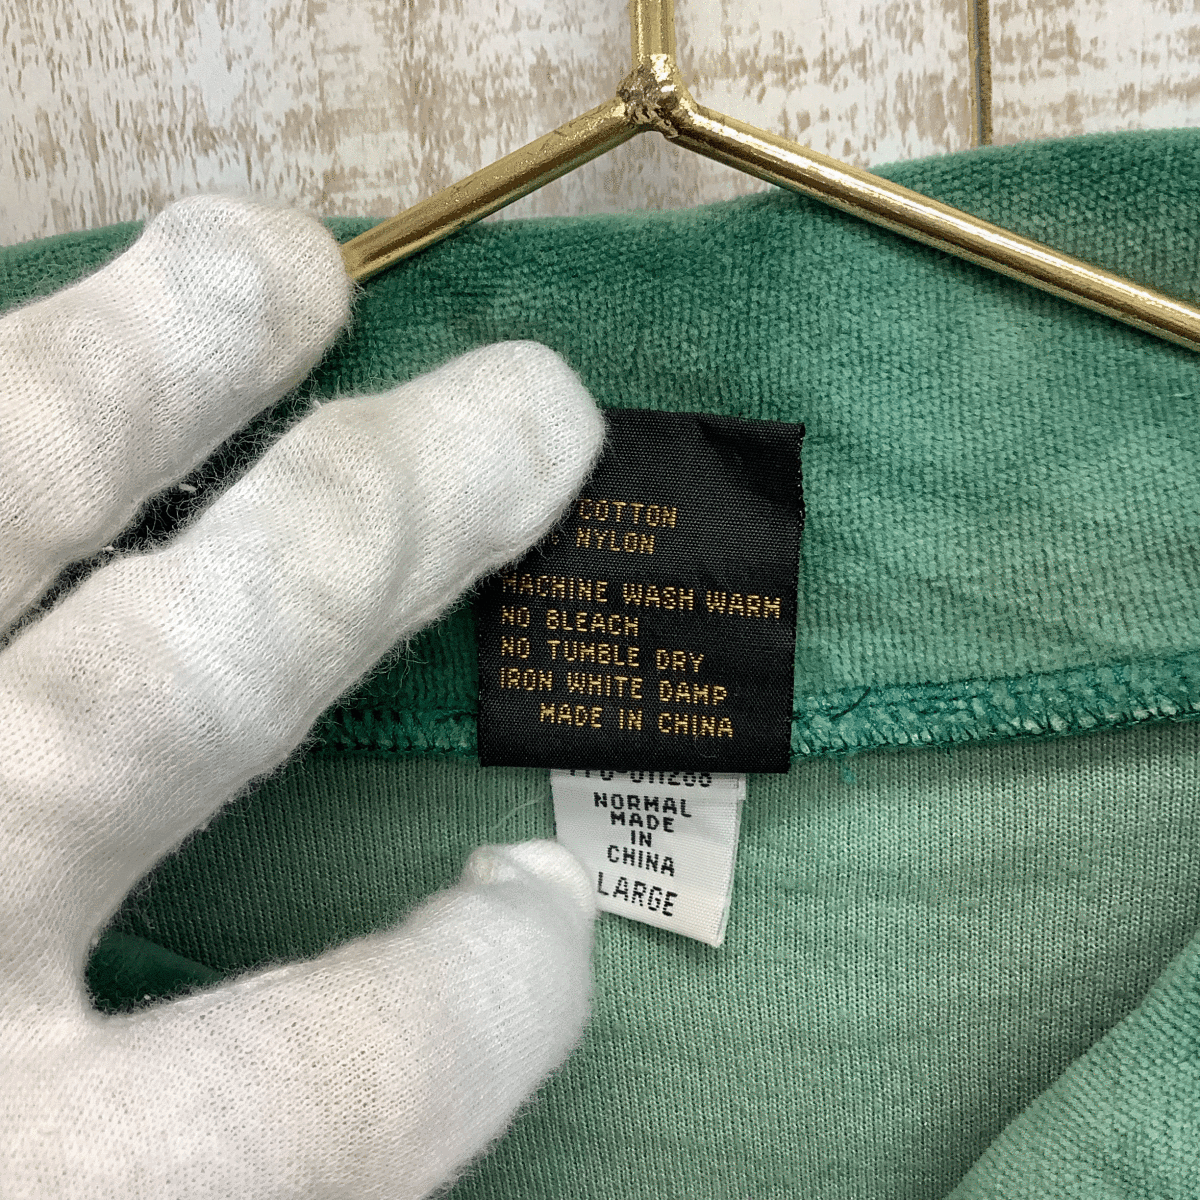 COTTON
NYLON
MACHINE WASH WARM
NO BLEACH
NO TUMBLE DRY
IRON WHITE DAMP
MADE IN CHINA
NORMAL
MADE
IN
CHINA
LARGE